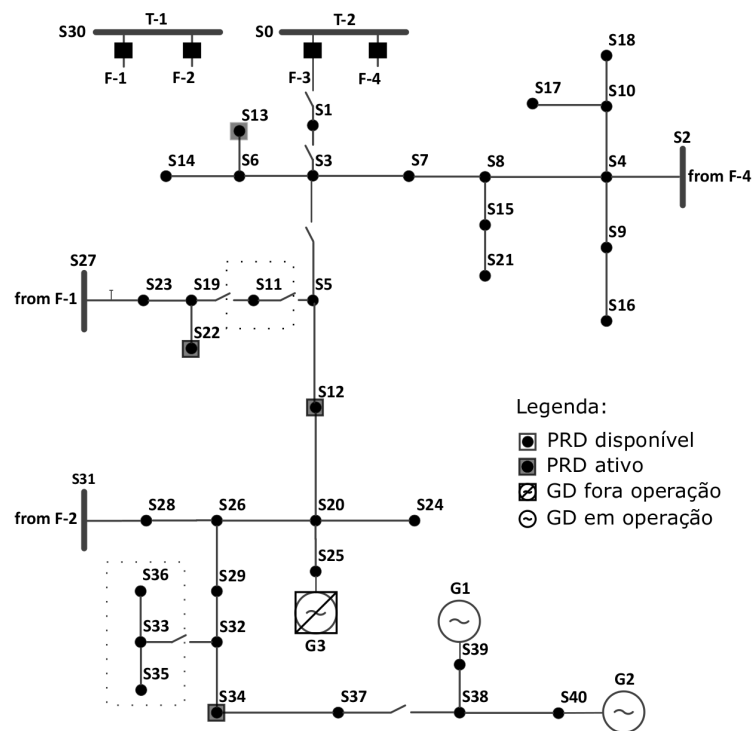 T-1
T-2
S30
S0
F-1
F-2
F-3
F-4
S18
S17
S10
S1
S13
S2
S14
S6
S3
S7
S8
S4
from F-4
S15
S9
S21
S16
S27
S23
S19
S11
S5
from F-1
S22
S12
Legenda:
PRD disponível
PRD ativo
GD fora operação
GD em operação
S31
S28
S26
S20
S24
from F-2
S25
S36
S29
G1
S33
S32
G3
S39
S35
S34
S37
S38
S40
G2